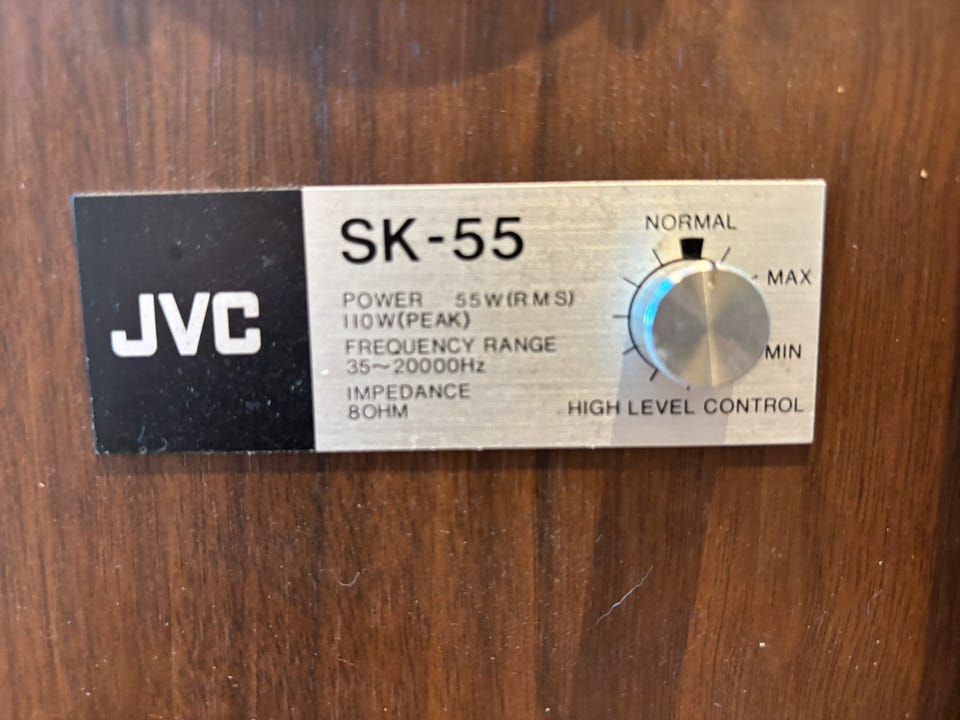 JVC
SK-55
POWER 55W(RMS)
110W(PEAK)
FREQUENCY RANGE
35~20000Hz
IMPEDANCE
8OHM
NORMAL
MAX
MIN
HIGH LEVEL CONTROL